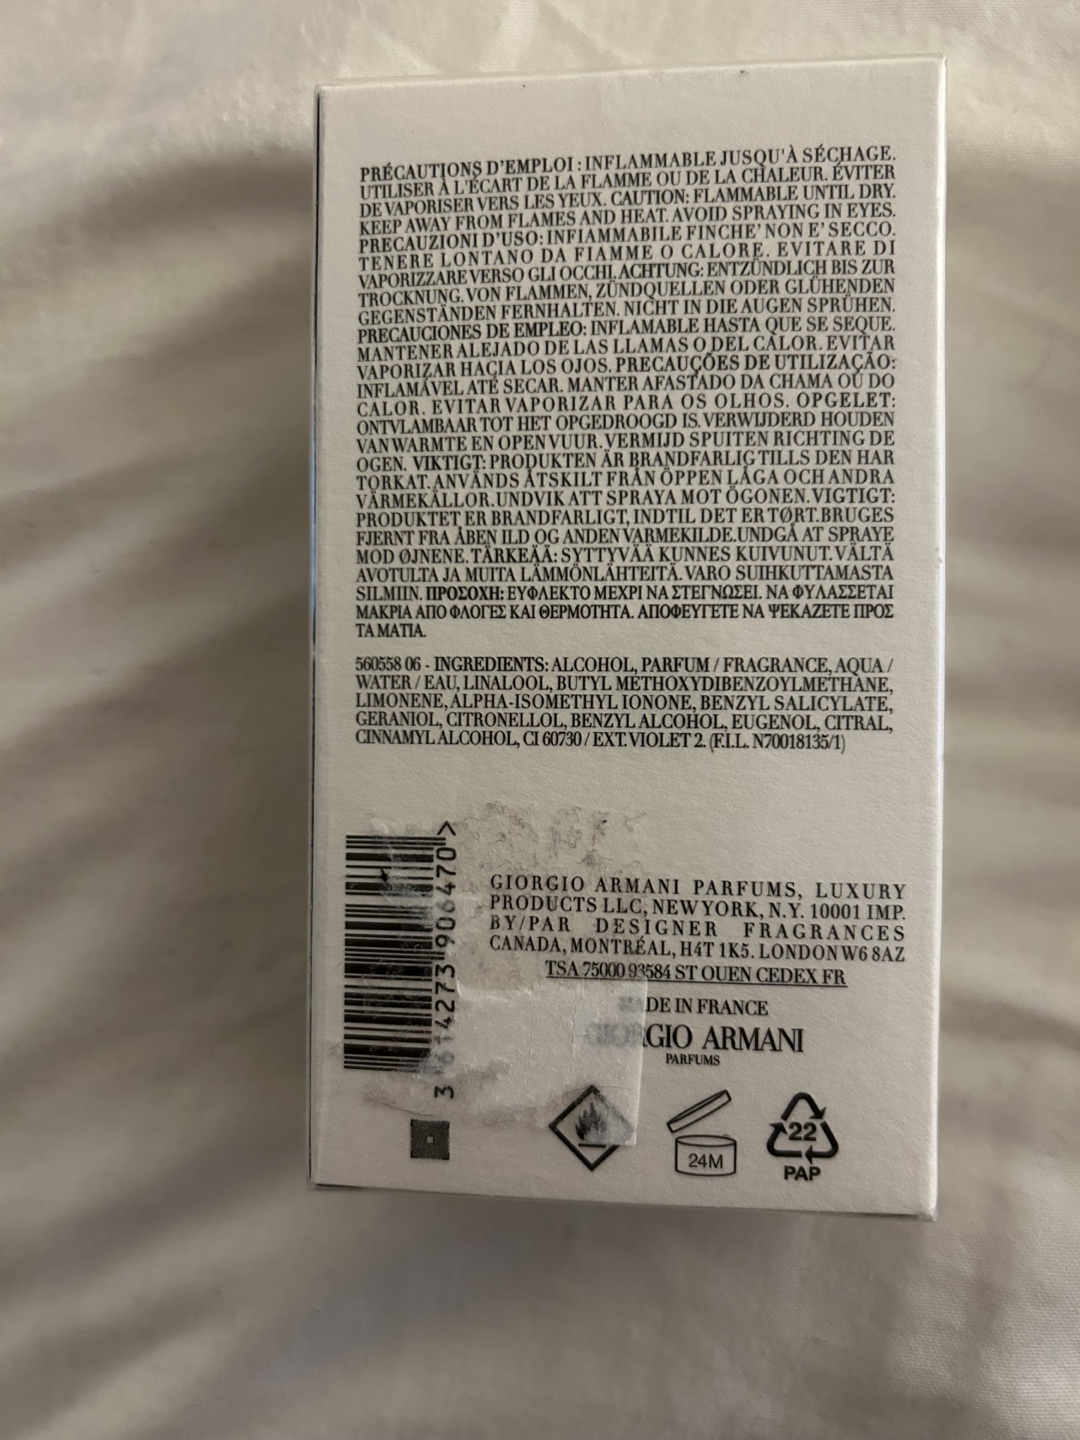 PRÉCAUTIONS D'EMPLOI : INFLAMMABLE JUSQU'À SÉCHAGE.
UTILISER À L'ÉCART DE LA FLAMME OU DE LA CHALEUR. ÉVITER
DE VAPORISER VERS LES YEUX. CAUTION: FLAMMABLE UNTIL DRY.
KEEP AWAY FROM FLAMES AND HEAT. AVOID SPRAYING IN EYES.
PRECAUZIONI D'USO: INFIAMMABILE FINCHE' NON E' SECCO.
TENERE LONTANO DA FIAMME O CALORE. EVITARE DI
VAPORIZZARE VERSO GLI OCCHI. ACHTUNG: ENTZÜNDLICH BIS ZUR
TROCKNUNG. VON FLAMMEN, ZÜNDQUELLEN ODER GLÜHENDEN
GEGENSTÄNDEN FERNHALTEN. NICHT IN DIE AUGEN SPRÜHEN.
PRECAUCIONES DE EMPLEO: INFLAMABLE HASTA QUE SE SEQUE.
MANTENER ALEJADO DE LAS LLAMAS O DEL CALOR. EVITAR
VAPORIZAR HACIA LOS OJOS. PRECAUÇÕES DE UTILIZAÇÃO:
INFLAMÁVEL ATÉ SECAR. MANTER AFASTADO DA CHAMA OU DO
CALOR. EVITAR VAPORIZAR PARA OS OLHOS. OPGELET:
ONTVLAMBAAR TOT HET OPGEDROOGD IS. VERWIJDERD HOUDEN
VAN WARMTE EN OPEN VUUR. VERMIJD SPUITEN RICHTING DE
OGEN. VIKTIGT: PRODUKTEN ÄR BRANDFARLIG TILLS DEN HAR
TORKAT. ANVÄNDS ÅTSKILT FRÅN ÖPPEN LÅGA OCH ANDRA
VÄRMEKÄLLOR. UNDVIK ATT SPRAYA MOT ÖGONEN. VIGTIGT:
PRODUKTET ER BRANDFARLIGT, INDTIL DET ER TØRT. BRUGES
FJERNT FRA ÅBEN ILD OG ANDEN VARMEKILDE. UNDGÅ AT SPRAYE
MOD ØJNENE. TÄRKEÄÄ: SYTTYVÄÄ KUNNES KUIVUNUT. VÄLTÄ
AVOTULTA JA MUITA LÄMMÖNLÄHTEITÄ. VARO SUIHKUTTAMASTA
SILMIIN. ΠΡΟΣΟΧΗ: ΕΥΦΛΕΚΤΟ ΜΕΧΡΙ ΝΑ ΣΤΕΓΝΩΣΕΙ. ΝΑ ΦΥΛΑΣΣΕΤΑΙ
ΜΑΚΡΙΑ ΑΠΟ ΦΛΟΓΕΣ ΚΑΙ ΘΕΡΜΟΤΗΤΑ. ΑΠΟΦΕΥΓΕΤΕ ΝΑ ΨΕΚΑΖΕΤΕ ΠΡΟΣ
ΤΑ ΜΑΤΙΑ.
560558 06 - INGREDIENTS: ALCOHOL, PARFUM / FRAGRANCE, AQUA /
WATER / EAU, LINALOOL, BUTYL METHOXYDIBENZOYLMETHANE,
LIMONENE, ALPHA-ISOMETHYL IONONE, BENZYL SALICYLATE,
GERANIOL, CITRONELLOL, BENZYL ALCOHOL, EUGENOL, CITRAL,
CINNAMYL ALCOHOL, CI 60730 / EXT. VIOLET 2. (F.I.L. N70018135/1)
3 614273 906470 >
GIORGIO ARMANI PARFUMS, LUXURY
PRODUCTS LLC, NEW YORK, N.Y. 10001 IMP.
BY/PAR DESIGNER FRAGRANCES
CANADA, MONTRÉAL, H4T 1K5. LONDON W6 8AZ
TSA 75000 93584 ST OUEN CEDEX FR
MADE IN FRANCE
GIORGIO ARMANI
PARFUMS
24M
22
PAP